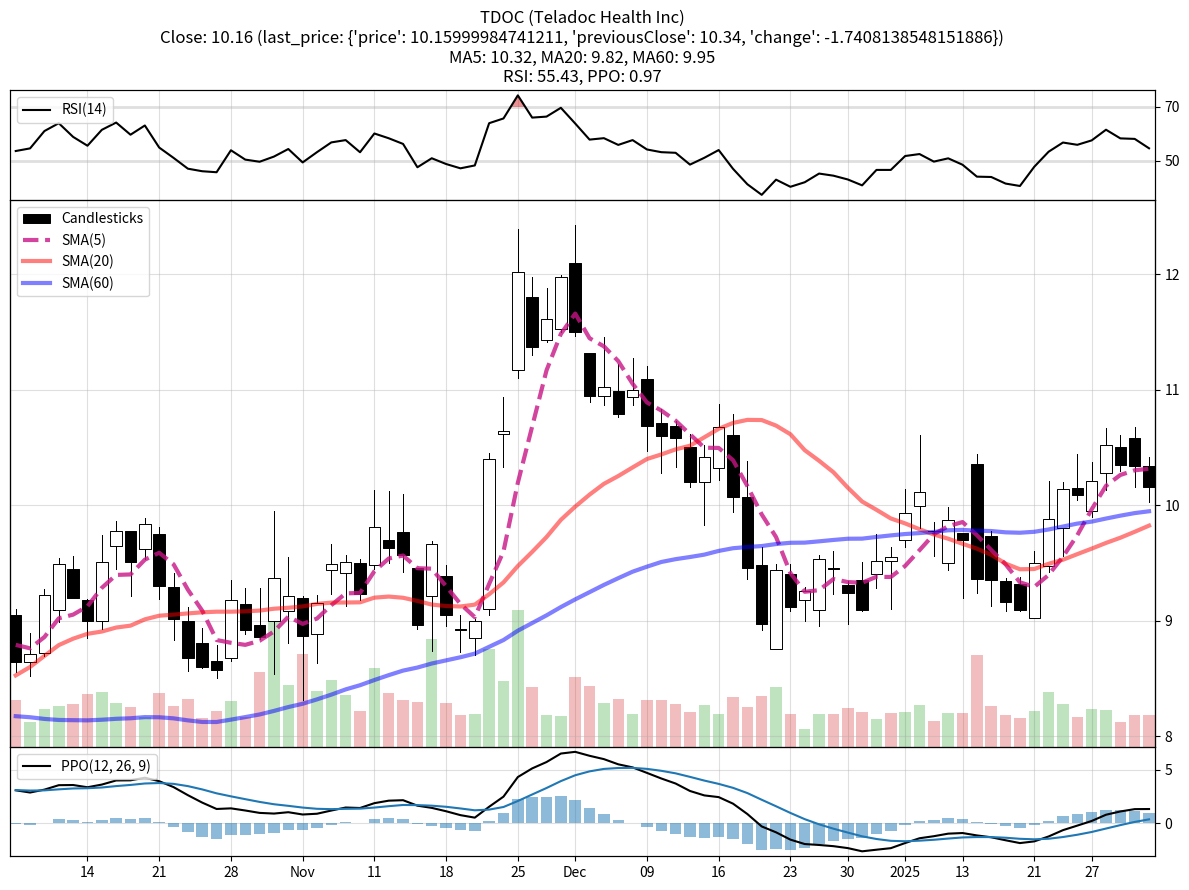 TDOC (Teladoc Health Inc)
Close: 10.16 (last_price: {'price': 10.15999984741211, 'previousClose': 10.34, 'change': -1.7408138548151886})
MA5: 10.32, MA20: 9.82, MA60: 9.95
RSI: 55.43, PPO: 0.97
RSI(14)
70
50
Candlesticks
SMA(5)
SMA(20)
SMA(60)
12
11
10
9
8
PPO(12, 26, 9)
5
0
14 21 28 Nov 11 18 25 Dec 09 16 23 30 2025 13 21 27